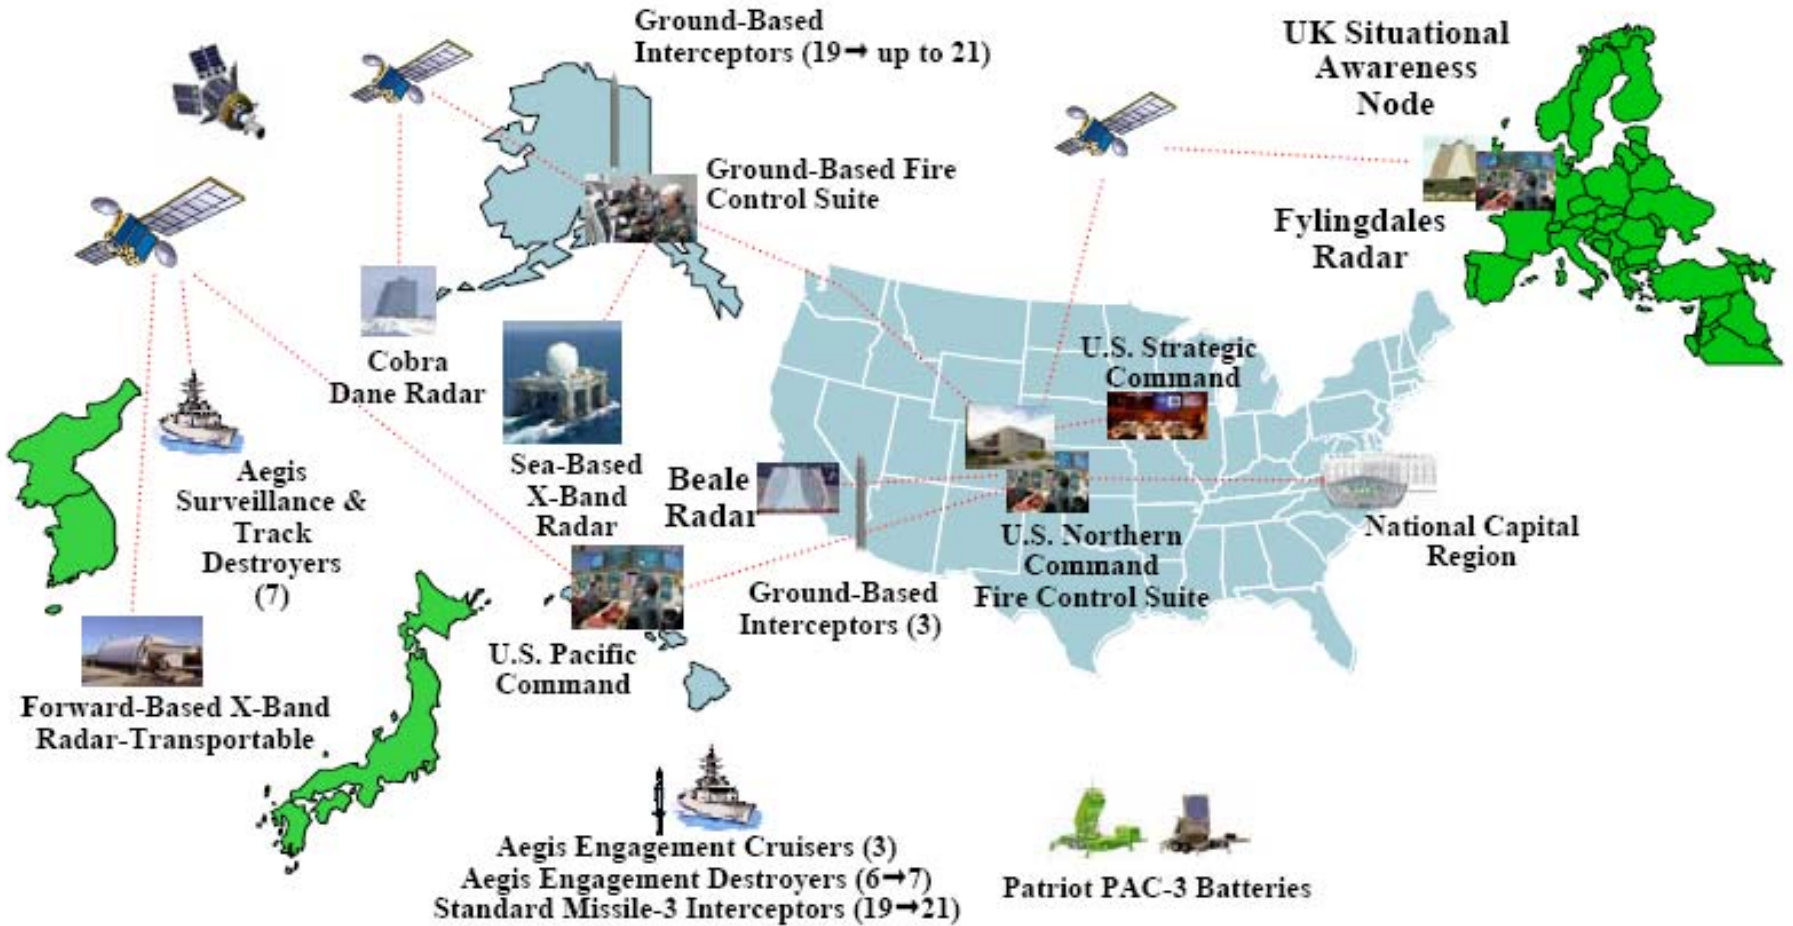 Ground-Based
Interceptors (19→ up to 21)
UK Situational
Awareness
Node
Ground-Based Fire
Control Suite
Fylingdales
Radar
Cobra
Dane Radar
U.S. Strategic
Command
Aegis
Surveillance &
Track
Destroyers
(7)
Sea-Based
X-Band
Radar
Beale
Radar
U.S. Northern
Command
Fire Control Suite
National Capital
Region
Ground-Based
Interceptors (3)
U.S. Pacific
Command
Forward-Based X-Band
Radar-Transportable
Aegis Engagement Cruisers (3)
Aegis Engagement Destroyers (6→7)
Standard Missile-3 Interceptors (19→21)
Patriot PAC-3 Batteries